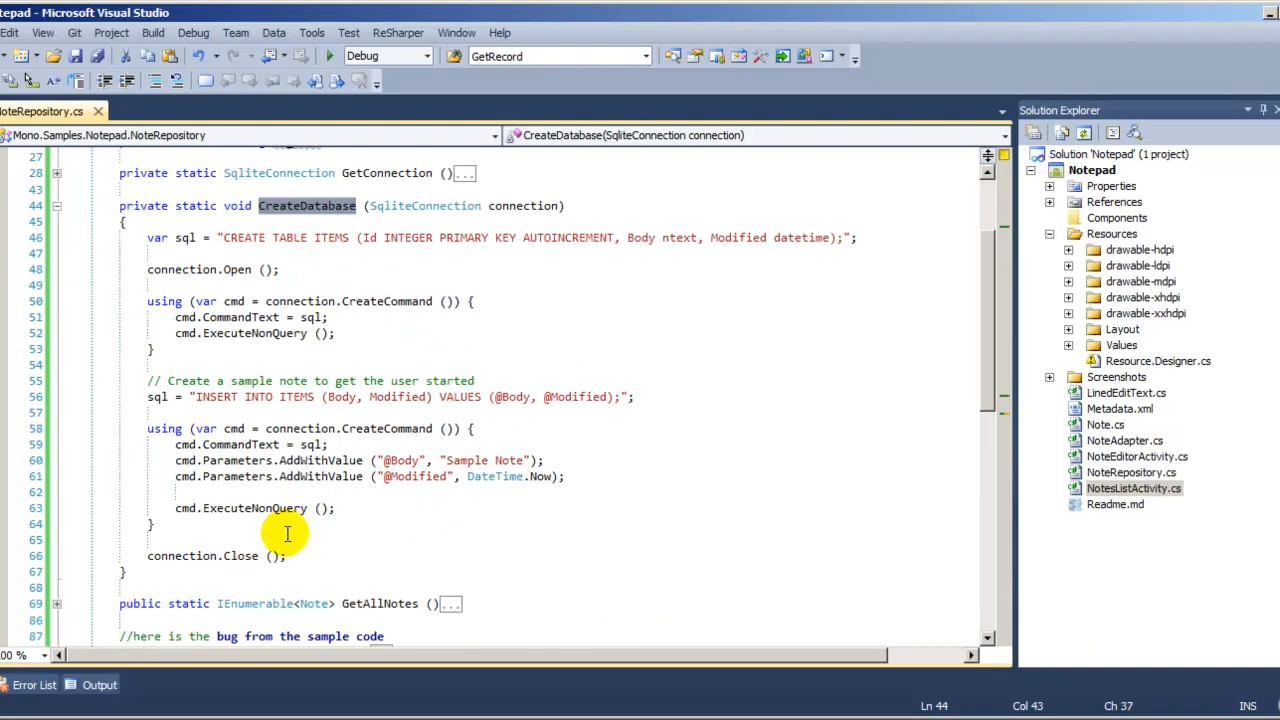 tepad - Microsoft Visual Studio
Edit View Git Project Build Debug Team Data Tools Test ReSharper Window Help
Debug GetRecord
NoteRepository.cs
Mono.Samples.Notepad.NoteRepository CreateDatabase(SqliteConnection connection)
27
28 private static SqliteConnection GetConnection ()...
43
44 private static void CreateDatabase (SqliteConnection connection)
45 {
46 var sql = "CREATE TABLE ITEMS (Id INTEGER PRIMARY KEY AUTOINCREMENT, Body ntext, Modified datetime);";
47
48 connection.Open ();
49
50 using (var cmd = connection.CreateCommand ()) {
51 cmd.CommandText = sql;
52 cmd.ExecuteNonQuery ();
53 }
54
55 // Create a sample note to get the user started
56 sql = "INSERT INTO ITEMS (Body, Modified) VALUES (@Body, @Modified);";
57
58 using (var cmd = connection.CreateCommand ()) {
59 cmd.CommandText = sql;
60 cmd.Parameters.AddWithValue ("@Body", "Sample Note");
61 cmd.Parameters.AddWithValue ("@Modified", DateTime.Now);
62
63 cmd.ExecuteNonQuery ();
64 }
65
66 connection.Close ();
67 }
68
69 public static IEnumerable<Note> GetAllNotes ()...
86
87 //here is the bug from the sample code
00 %
Error List Output
Ln 44 Col 43 Ch 37 INS
Solution Explorer
Solution 'Notepad' (1 project)
Notepad
Properties
References
Components
Resources
drawable-hdpi
drawable-ldpi
drawable-mdpi
drawable-xhdpi
drawable-xxhdpi
Layout
Values
Resource.Designer.cs
Screenshots
LinedEditText.cs
Metadata.xml
Note.cs
NoteAdapter.cs
NoteEditorActivity.cs
NoteRepository.cs
NotesListActivity.cs
Readme.md